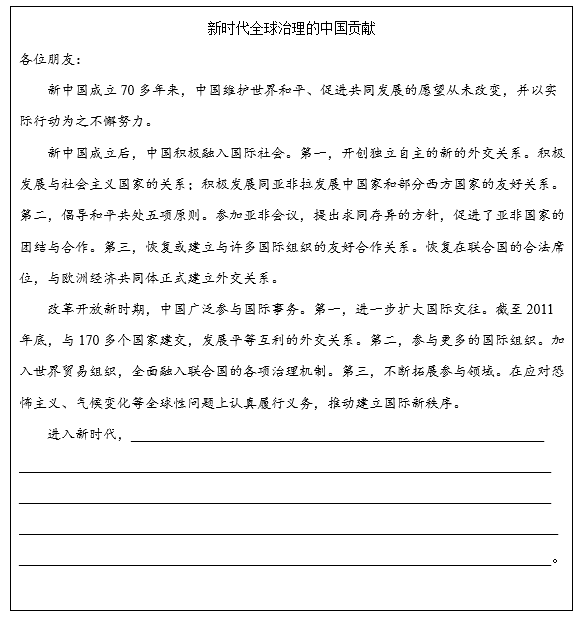 新时代全球治理的中国贡献
各位朋友：
新中国成立 70 多年来，中国维护世界和平、促进共同发展的愿望从未改变，并以实
际行动为之不懈努力。
新中国成立后，中国积极融入国际社会。第一，开创独立自主的新的外交关系。积极
发展与社会主义国家的关系；积极发展同亚非拉发展中国家和部分西方国家的友好关系。
第二，倡导和平共处五项原则。参加亚非会议，提出求同存异的方针，促进了亚非国家的
团结与合作。第三，恢复或建立与许多国际组织的友好合作关系。恢复在联合国的合法席
位，与欧洲经济共同体正式建立外交关系。
改革开放新时期，中国广泛参与国际事务。第一，进一步扩大国际交往。截至 2011
年底，与 170 多个国家建交，发展平等互利的外交关系。第二，参与更多的国际组织。加
入世界贸易组织，全面融入联合国的各项治理机制。第三，不断拓展参与领域。在应对恐
怖主义、气候变化等全球性问题上认真履行义务，推动建立国际新秩序。
进入新时代，
。